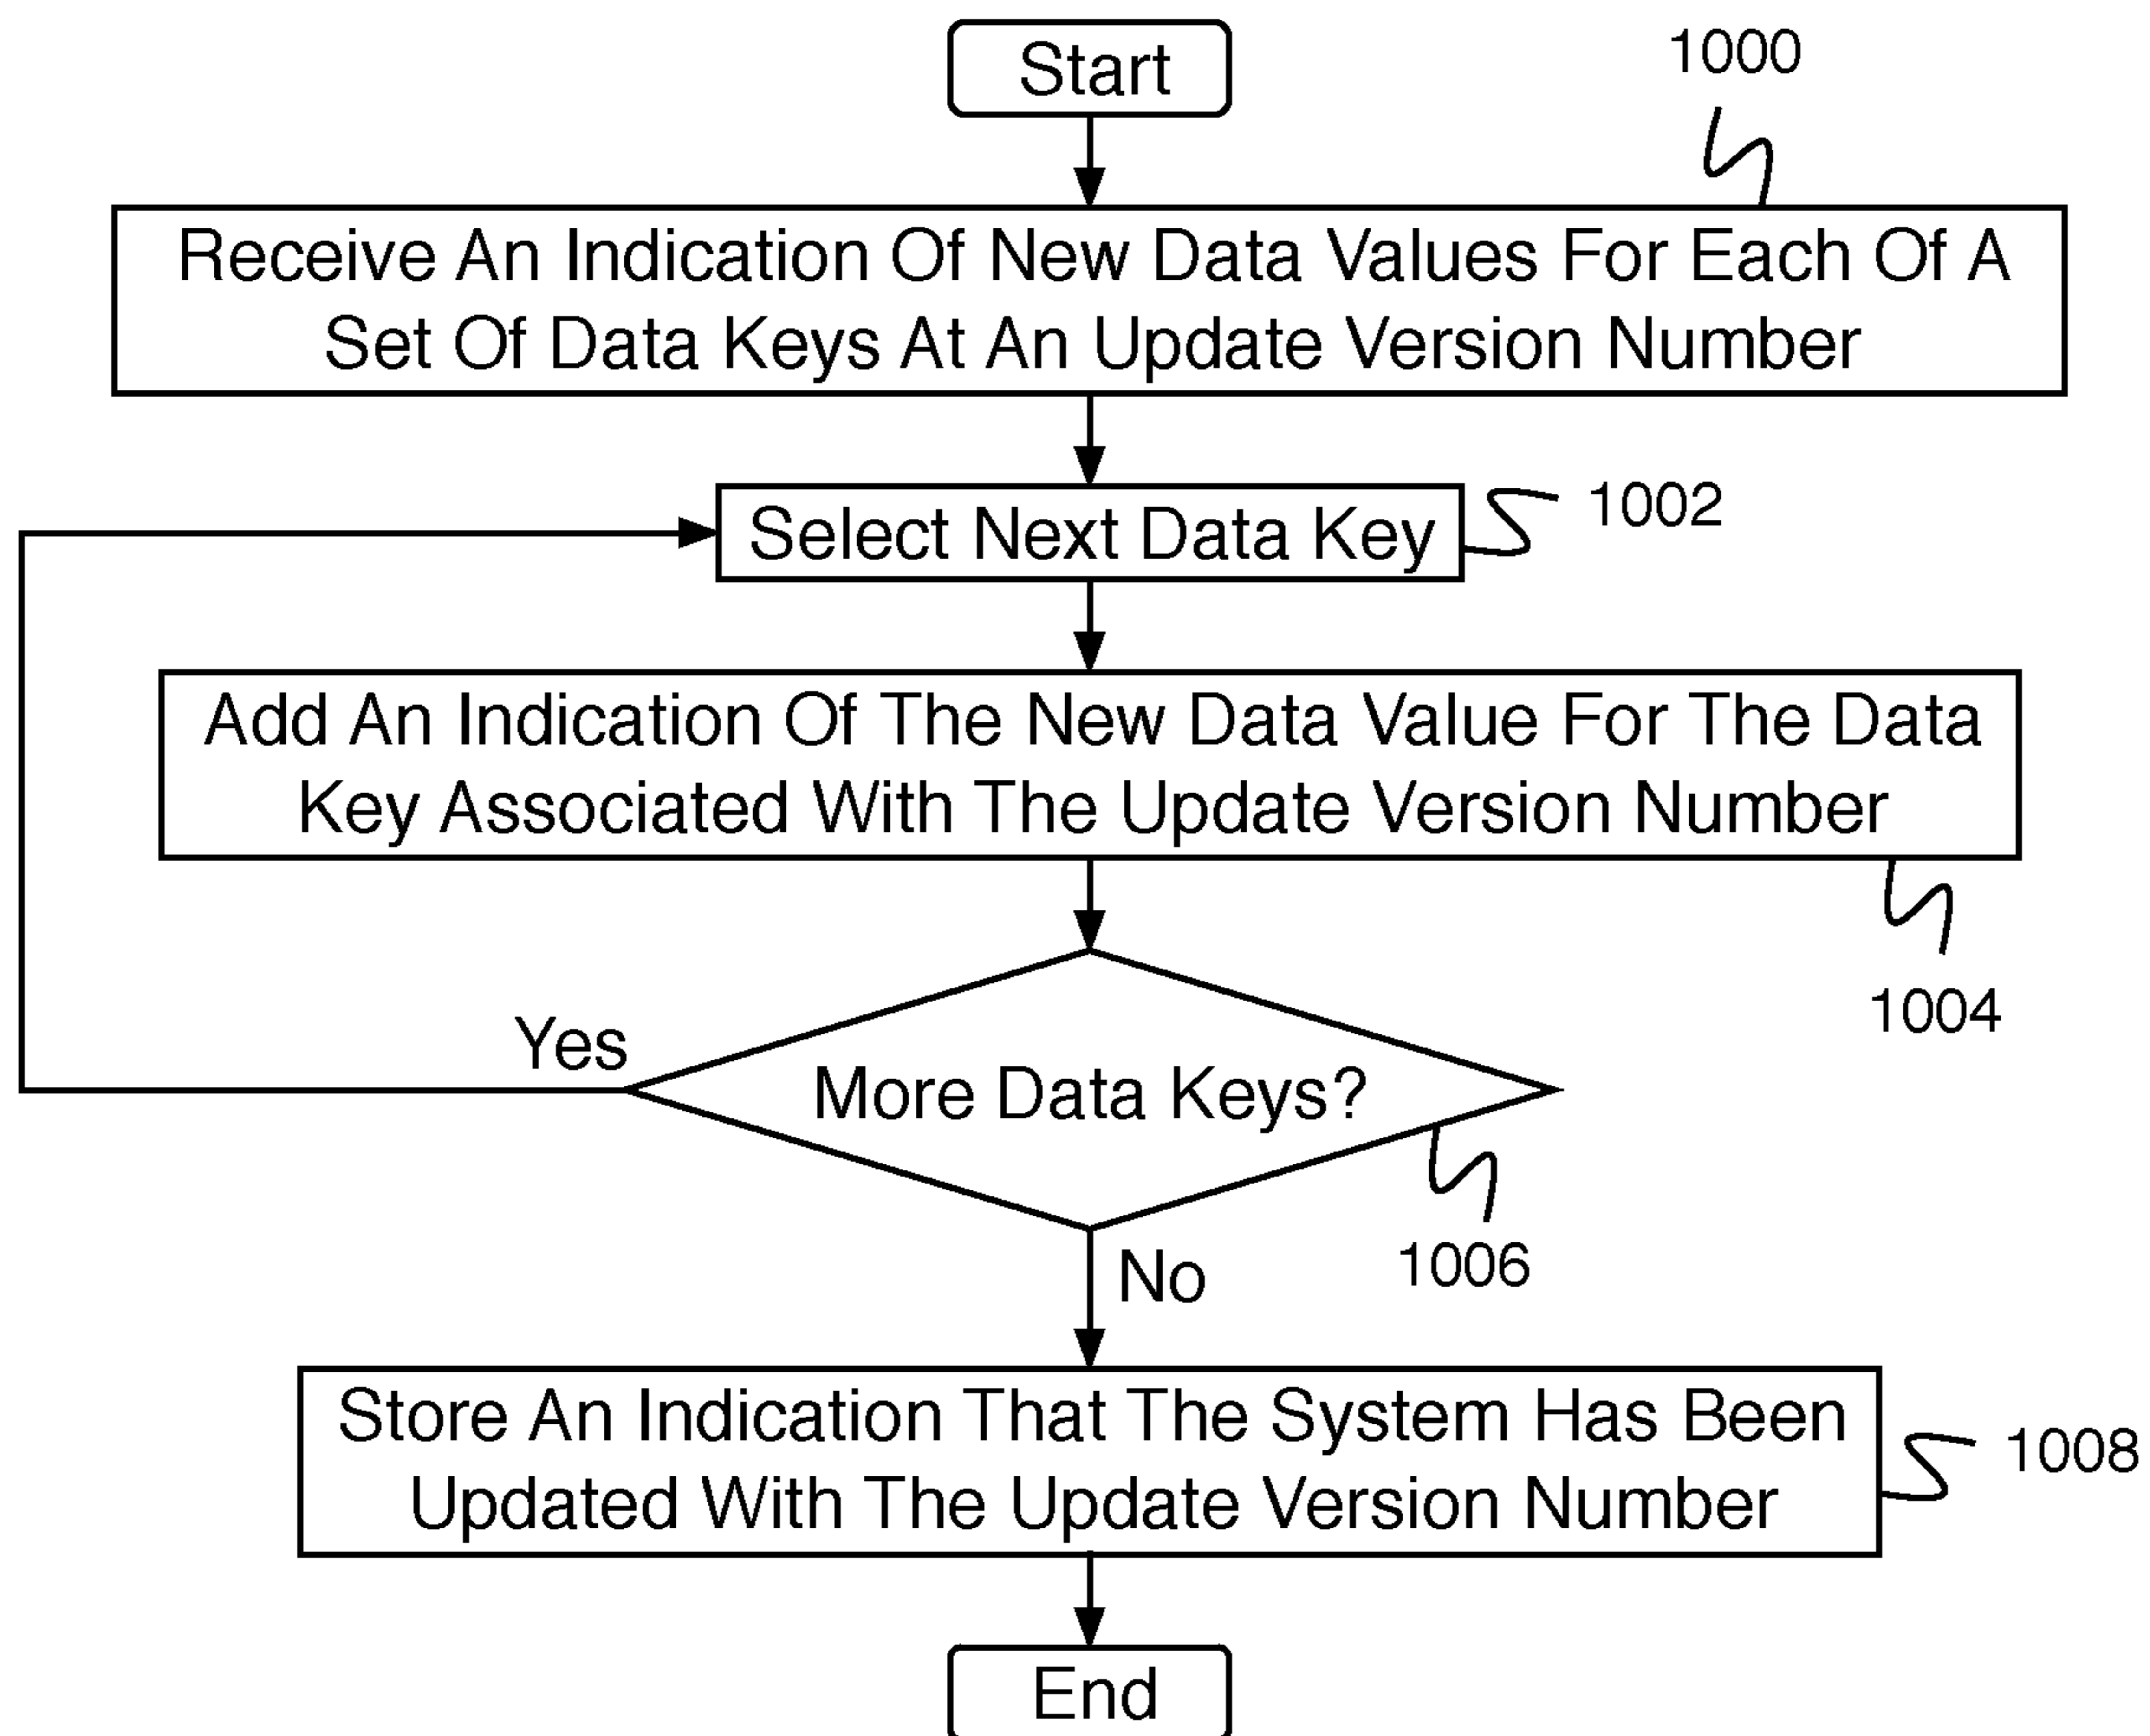 Start
1000
Receive An Indication Of New Data Values For Each Of A
Set Of Data Keys At An Update Version Number
Select Next Data Key
1002
Add An Indication Of The New Data Value For The Data
Key Associated With The Update Version Number
1004
Yes
More Data Keys?
1006
No
Store An Indication That The System Has Been
Updated With The Update Version Number
1008
End